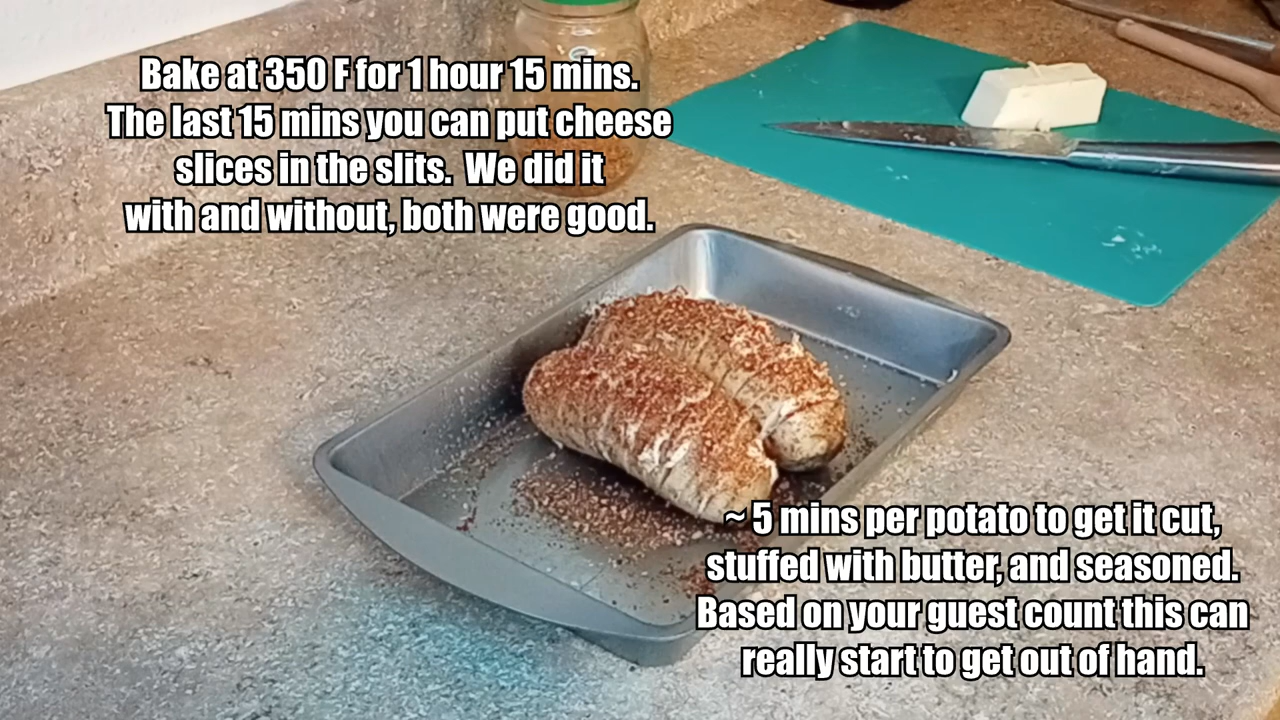 Bake at 350 F for 1 hour 15 mins.
The last 15 mins you can put cheese
slices in the slits.  We did it
with and without, both were good.
~ 5 mins per potato to get it cut,
stuffed with butter, and seasoned.
Based on your guest count this can
really start to get out of hand.